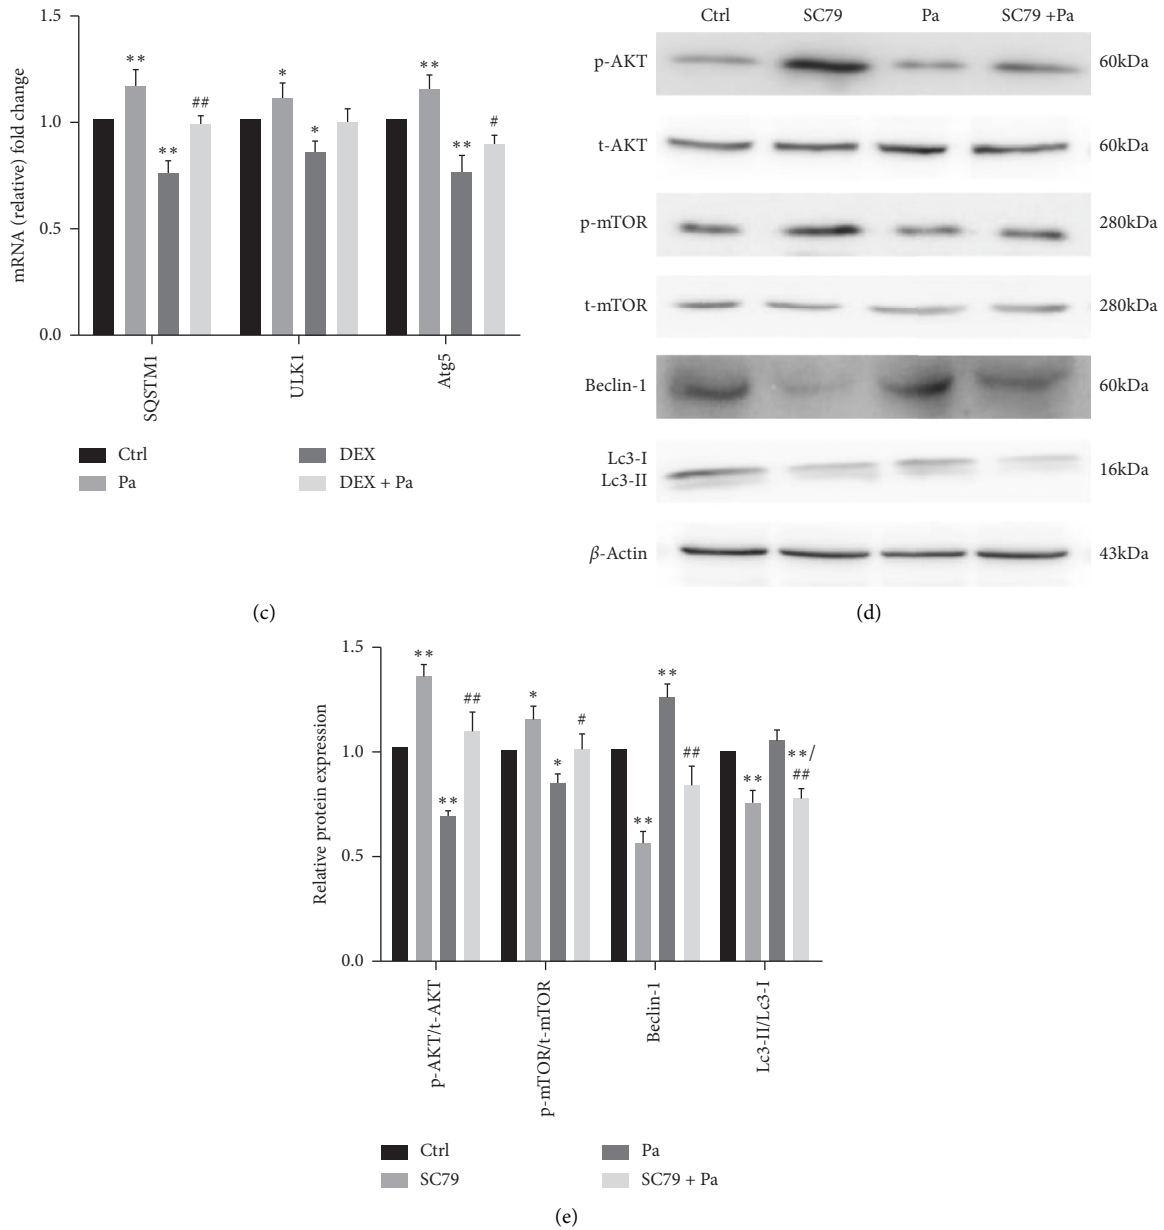 mRNA (relative) fold change
1.5
1.0
0.5
0.0
**
**
##
*
*
**
**
#
SQSTM1
ULK1
Atg5
Ctrl
Pa
DEX
DEX + Pa
(c)
Ctrl SC79 Pa SC79 +Pa
p-AKT 60kDa
t-AKT 60kDa
p-mTOR 280kDa
t-mTOR 280kDa
Beclin-1 60kDa
Lc3-I
Lc3-II
16kDa
β-Actin 43kDa
(d)
Relative protein expression
1.5
1.0
0.5
0.0
**
**
##
*
*
#
**
**
##
**
**/
##
p-AKT/t-AKT
p-mTOR/t-mTOR
Beclin-1
Lc3-II/Lc3-I
Ctrl
SC79
Pa
SC79 + Pa
(e)